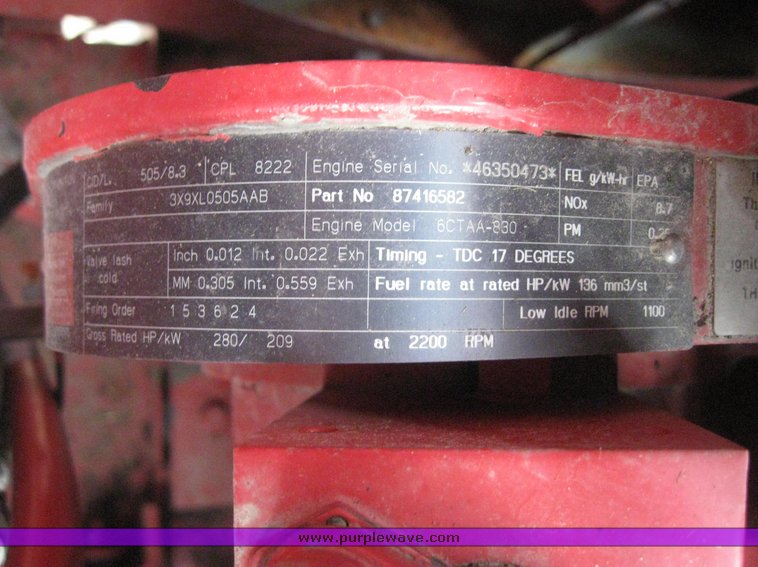 CID/L. 505/8.3 CPL 8222 Engine Serial No. *46350473* FEL g/kW-hr EPA
Family 3X9XL0505AAB Part No 87416582 NOx 8.7
Engine Model 6CTAA-830 PM
Valve lash cold Inch 0.012 Int. 0.022 Exh Timing - TDC 17 DEGREES
MM 0.305 Int. 0.559 Exh Fuel rate at rated HP/kW 136 mm3/st
Firing Order 1 5 3 6 2 4 Low Idle RPM 1100
Gross Rated HP/kW 280/ 209 at 2200 RPM
www.purplewave.com